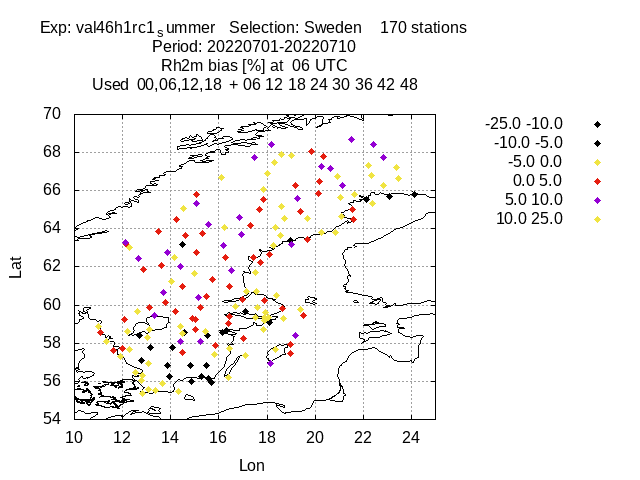 Exp: val46h1rc1ₛummer Selection: Sweden 170 stations
Period: 20220701-20220710
Rh2m bias [%] at 06 UTC
Used 00,06,12,18 + 06 12 18 24 30 36 42 48
-25.0 -10.0
-10.0 -5.0
-5.0 0.0
0.0 5.0
5.0 10.0
10.0 25.0
70
68
66
64
62
60
58
56
54
Lat
10 12 14 16 18 20 22 24
Lon